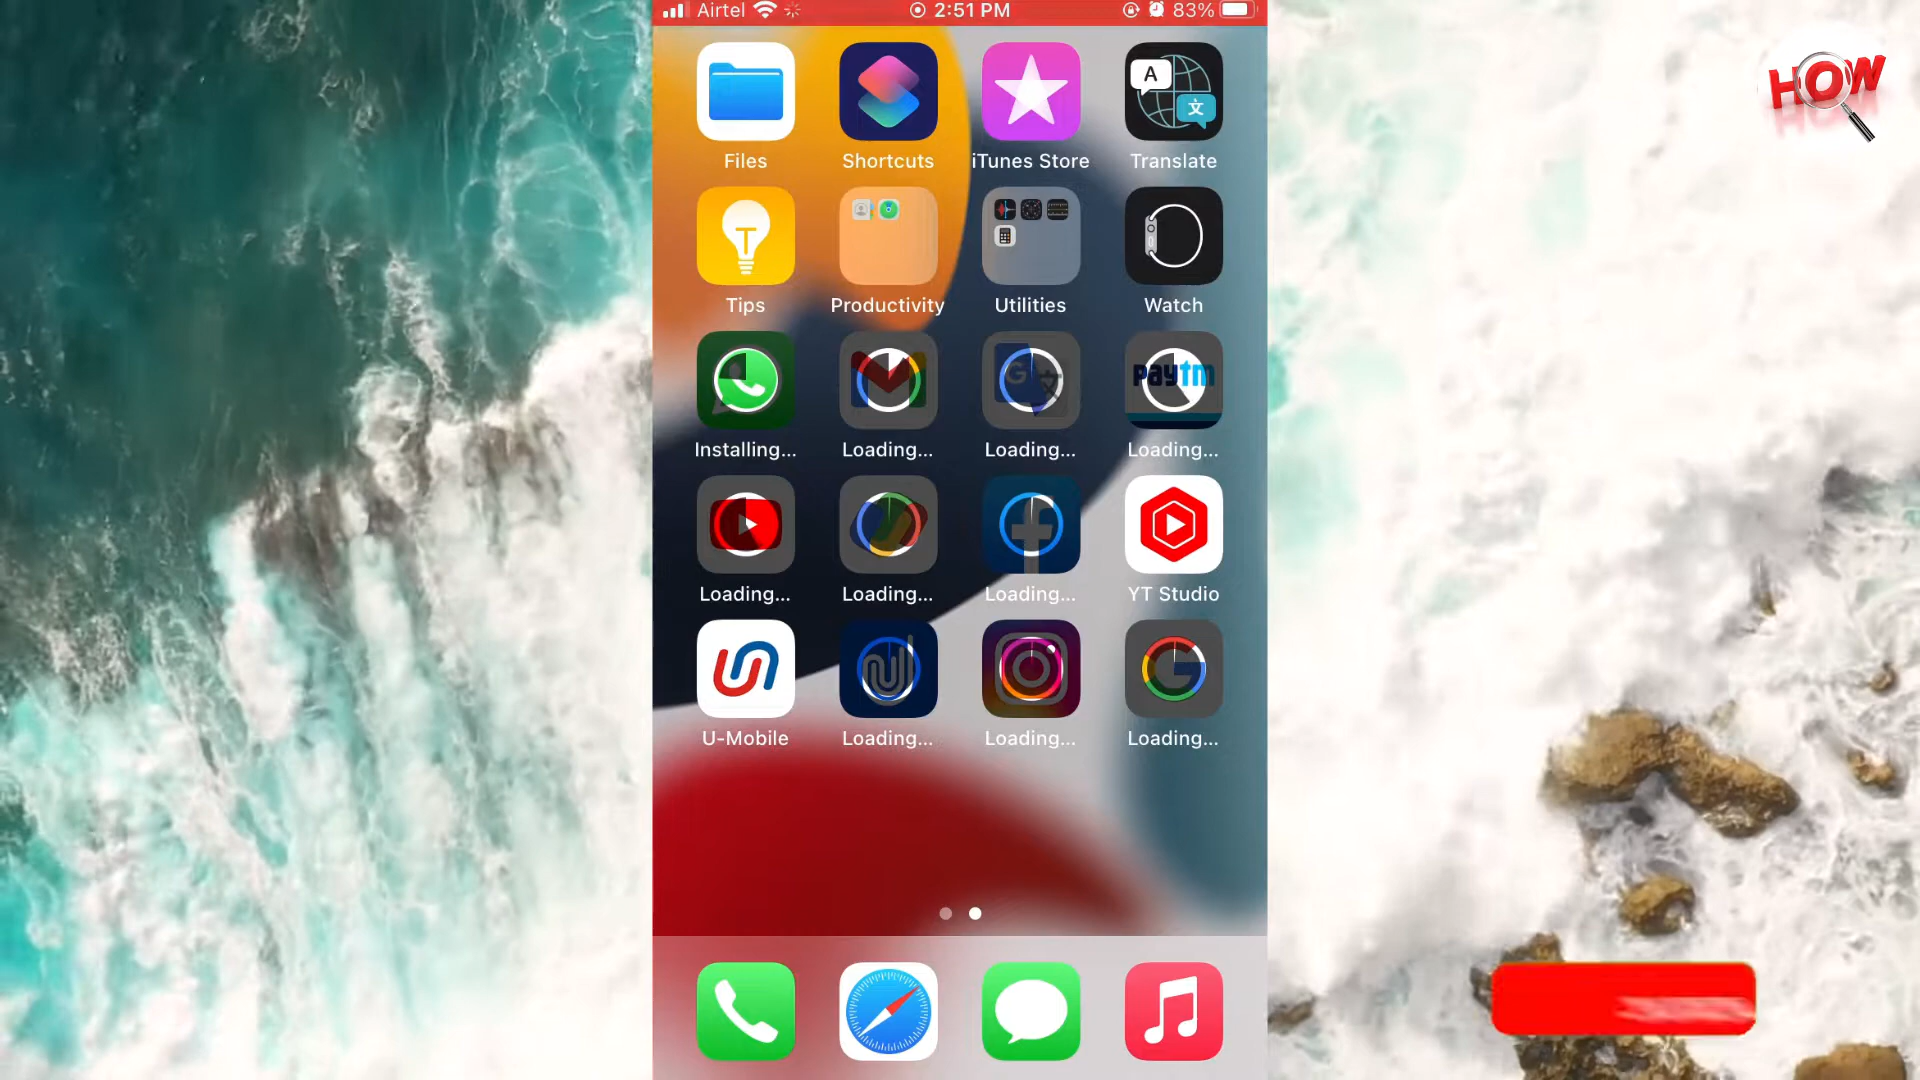 Airtel 2:51 PM 83%
HOW
A 文
Files Shortcuts iTunes Store Translate
Tips Productivity Utilities Watch
paytm
Installing... Loading... Loading... Loading...
Loading... Loading... Loading... YT Studio
U-Mobile Loading... Loading... Loading...